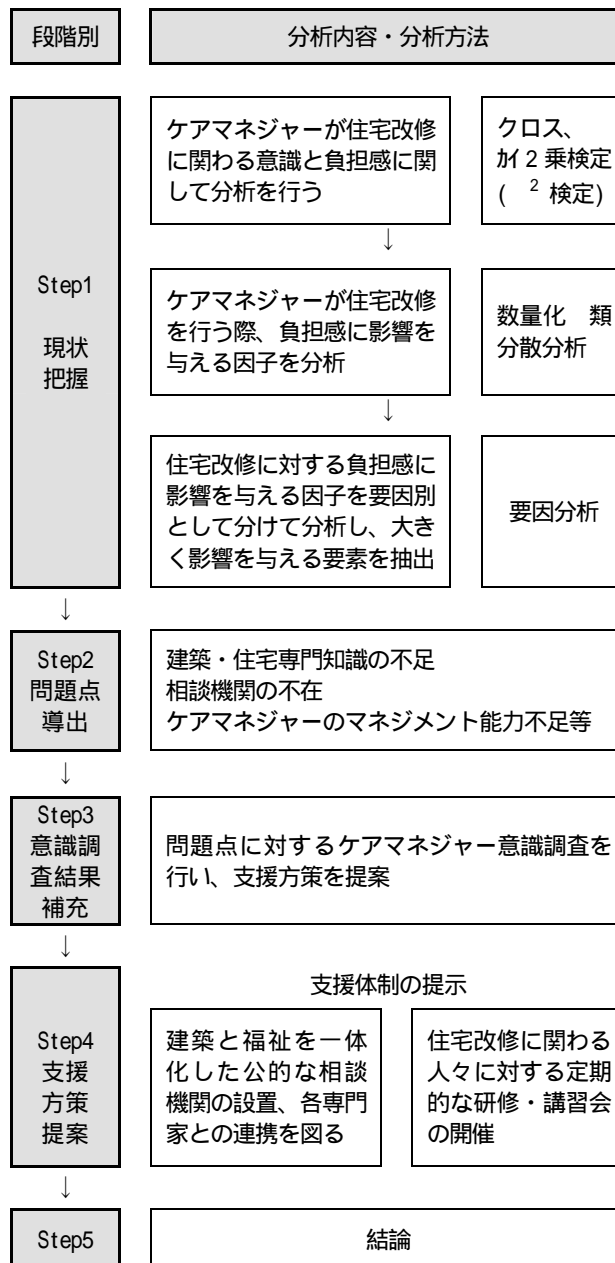 段階別
分析内容・分析方法
Step1
現状
把握
ケアマネジャーが住宅改修
に関わる意識と負担感に関
して分析を行う
クロス、
ｶｲ2乗検定
( ² 検定)
↓
ケアマネジャーが住宅改修
を行う際、負担感に影響を
与える因子を分析
数量化 類
分散分析
↓
住宅改修に対する負担感に
影響を与える因子を要因別
として分けて分析し、大き
く影響を与える要素を抽出
要因分析
↓
Step2
問題点
導出
建築・住宅専門知識の不足
相談機関の不在
ケアマネジャーのマネジメント能力不足等
↓
Step3
意識調
査結果
補充
問題点に対するケアマネジャー意識調査を
行い、支援方策を提案
↓
Step4
支援
方策
提案
支援体制の提示
建築と福祉を一体
化した公的な相談
機関の設置、各専門
家との連携を図る
住宅改修に関わる
人々に対する定期
的な研修・講習会
の開催
↓
Step5
結論